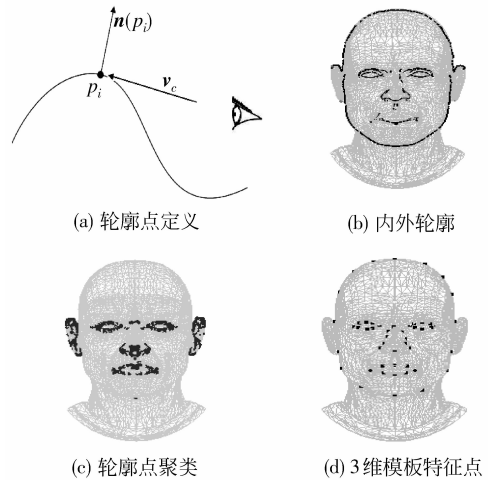 n(pᵢ)
pᵢ
v_c
(a) 轮廓点定义
(b) 内外轮廓
(c) 轮廓点聚类
(d) 3维模板特征点